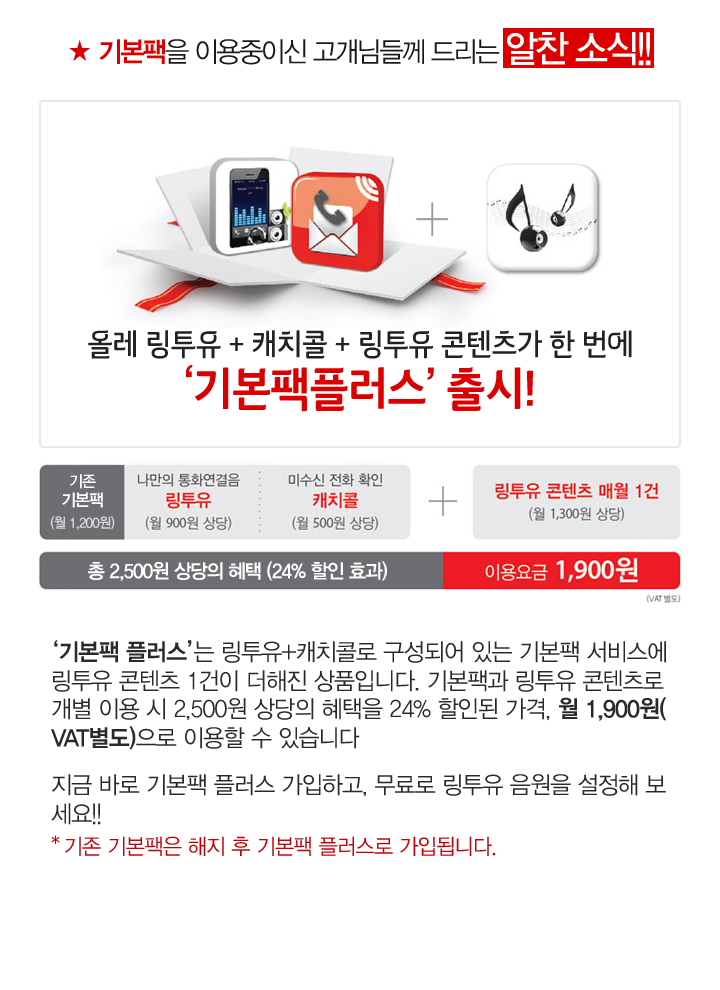 ★ 기본팩을 이용중이신 고개님들께 드리는 알찬 소식!!
올레 링투유 + 캐치콜 + 링투유 콘텐츠가 한 번에
‘기본팩플러스’ 출시!
기존
기본팩
(월 1,200원)
나만의 통화연결음
링투유
(월 900원 상당)
미수신 전화 확인
캐치콜
(월 500원 상당)
링투유 콘텐츠 매월 1건
(월 1,300원 상당)
총 2,500원 상당의 혜택 (24% 할인 효과)
이용요금 1,900원
(VAT 별도)
‘기본팩 플러스’는 링투유+캐치콜로 구성되어 있는 기본팩 서비스에
링투유 콘텐츠 1건이 더해진 상품입니다. 기본팩과 링투유 콘텐츠로
개별 이용 시 2,500원 상당의 혜택을 24% 할인된 가격, 월 1,900원(
VAT별도)으로 이용할 수 있습니다
지금 바로 기본팩 플러스 가입하고, 무료로 링투유 음원을 설정해 보
세요!!
* 기존 기본팩은 해지 후 기본팩 플러스로 가입됩니다.